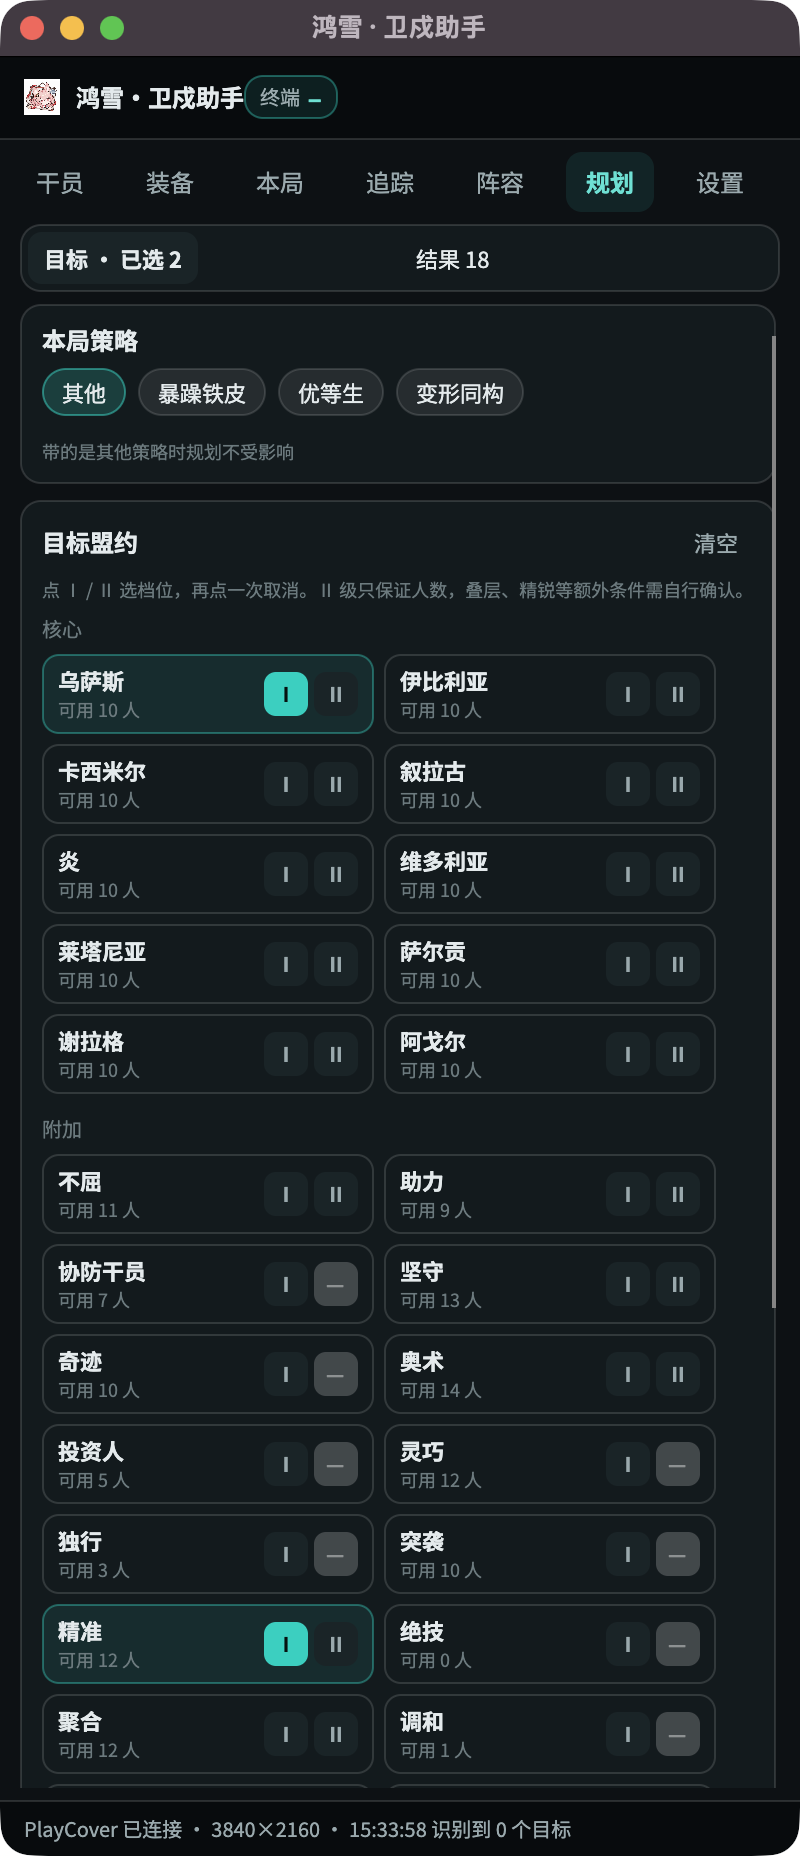 鸿雪 · 卫戍助手
鸿雪·卫戍助手
终端 –
干员 装备 本局 追踪 阵容 规划 设置
目标 · 已选 2 结果 18
本局策略
其他 暴躁铁皮 优等生 变形同构
带的是其他策略时规划不受影响
目标盟约 清空
点 Ⅰ / Ⅱ 选档位，再点一次取消。Ⅱ 级只保证人数，叠层、精锐等额外条件需自行确认。
核心
乌萨斯 Ⅰ Ⅱ 伊比利亚 Ⅰ Ⅱ
可用 10 人 可用 10 人
卡西米尔 Ⅰ Ⅱ 叙拉古 Ⅰ Ⅱ
可用 10 人 可用 10 人
炎 Ⅰ Ⅱ 维多利亚 Ⅰ Ⅱ
可用 10 人 可用 10 人
莱塔尼亚 Ⅰ Ⅱ 萨尔贡 Ⅰ Ⅱ
可用 10 人 可用 10 人
谢拉格 Ⅰ Ⅱ 阿戈尔 Ⅰ Ⅱ
可用 10 人 可用 10 人
附加
不屈 Ⅰ Ⅱ 助力 Ⅰ Ⅱ
可用 11 人 可用 9 人
协防干员 Ⅰ — 坚守 Ⅰ Ⅱ
可用 7 人 可用 13 人
奇迹 Ⅰ — 奥术 Ⅰ Ⅱ
可用 10 人 可用 14 人
投资人 Ⅰ — 灵巧 Ⅰ —
可用 5 人 可用 12 人
独行 Ⅰ — 突袭 Ⅰ —
可用 3 人 可用 10 人
精准 Ⅰ Ⅱ 绝技 Ⅰ —
可用 12 人 可用 0 人
聚合 Ⅰ Ⅱ 调和 Ⅰ —
可用 12 人 可用 1 人
PlayCover 已连接 · 3840×2160 · 15:33:58 识别到 0 个目标